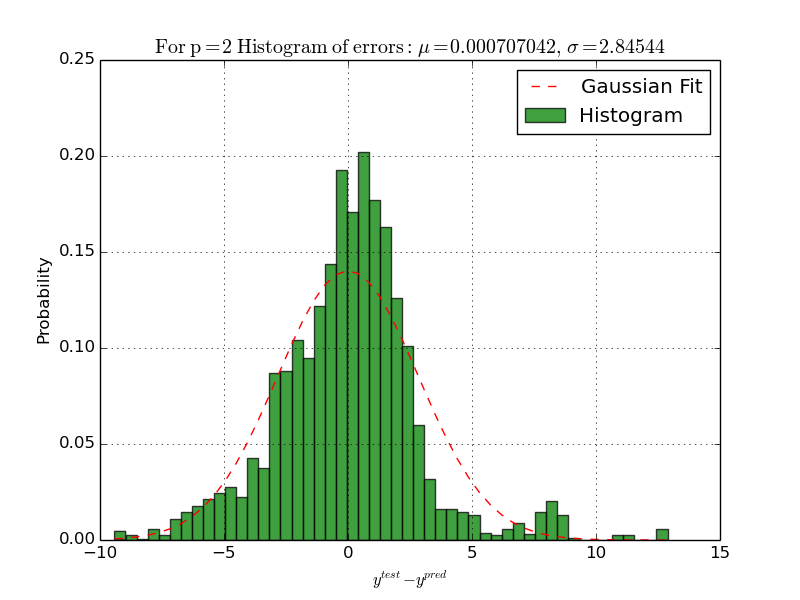 For p=2 Histogram of errors: μ=0.000707042, σ=2.84544
0.25
0.20
0.15
0.10
0.05
0.00
Probability
Gaussian Fit
Histogram
−10 −5 0 5 10 15
y^{test}−y^{pred}